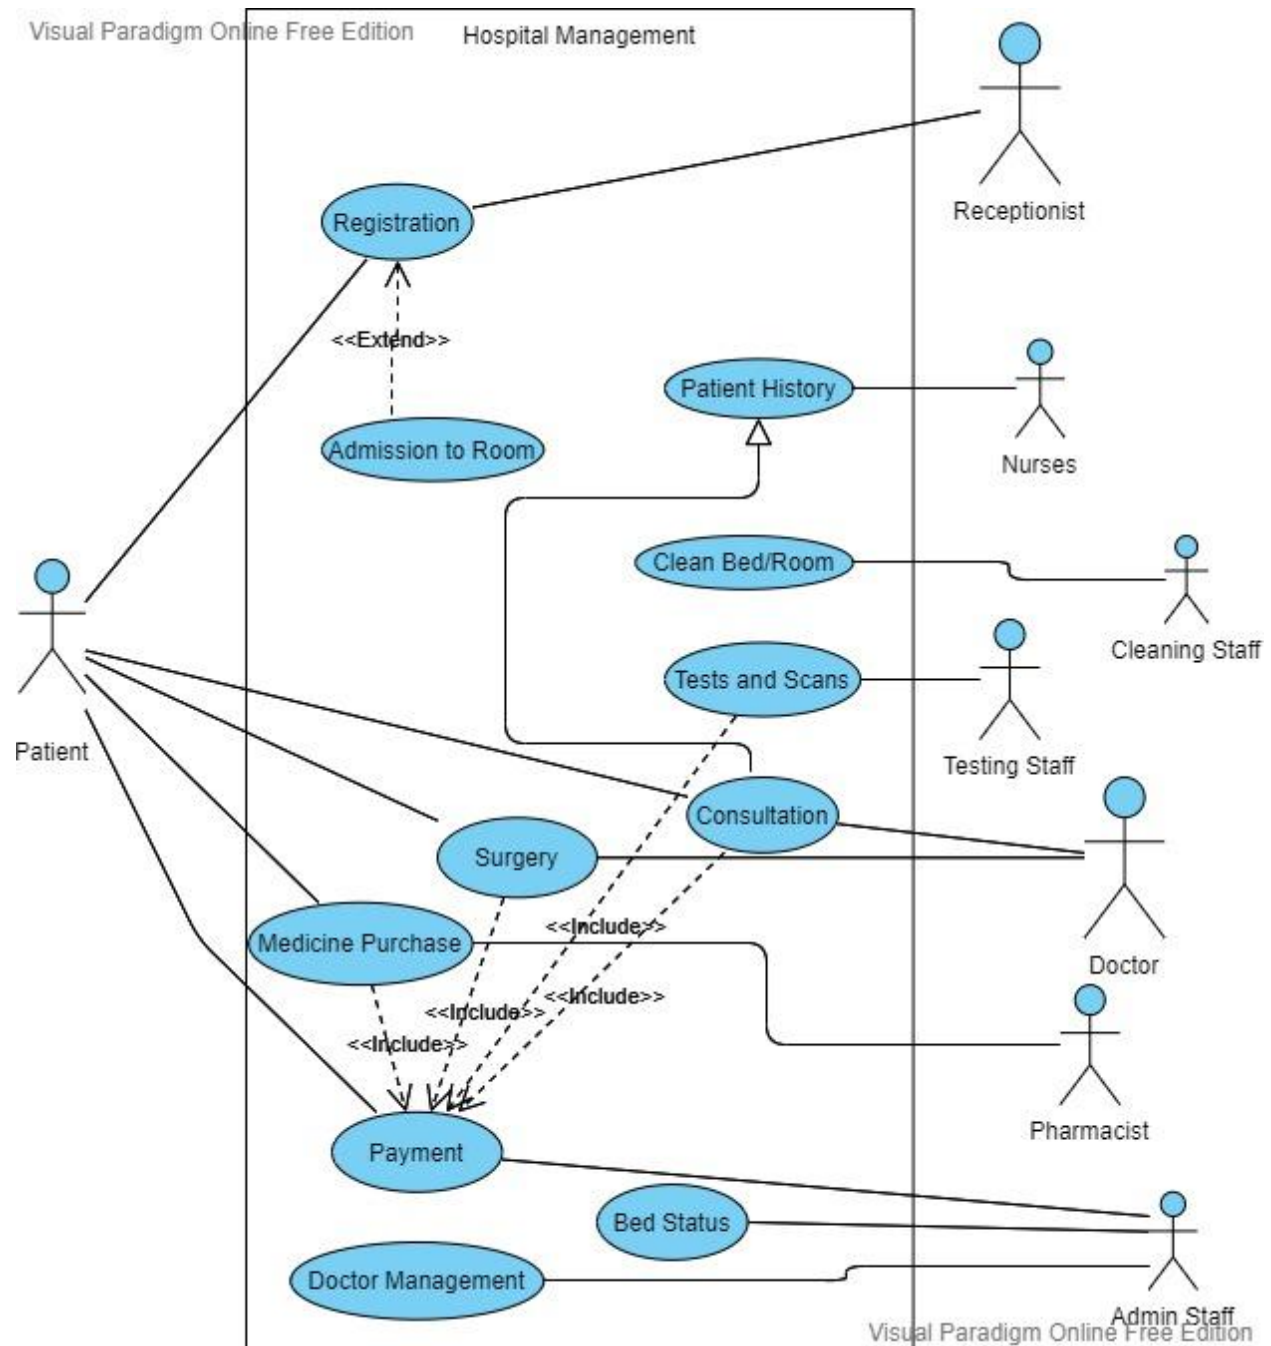 Visual Paradigm Online Free Edition
Hospital Management
Receptionist
Registration
<<Extend>>
Patient History
Admission to Room
Nurses
Clean Bed/Room
Cleaning Staff
Tests and Scans
Patient
Testing Staff
Consultation
Surgery
<<Include>>
Medicine Purchase
Doctor
<<Include>>
<<Include>>
<<Include>>
Pharmacist
Payment
Bed Status
Doctor Management
Admin Staff
Visual Paradigm Online Free Edition